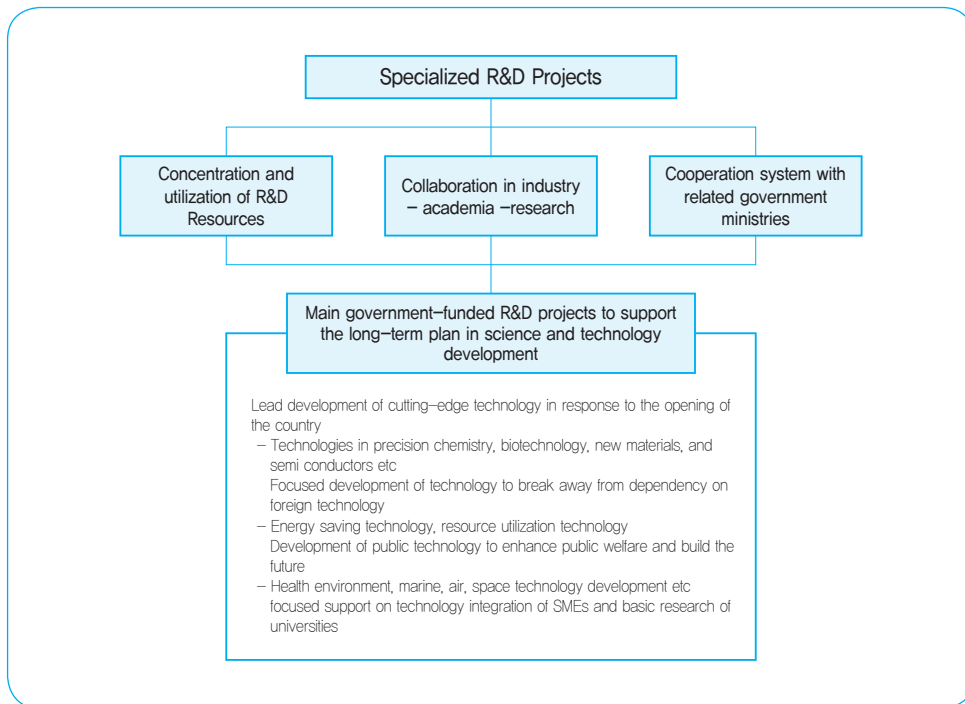 Specialized R&D Projects
Concentration and
utilization of R&D
Resources
Collaboration in industry
– academia –research
Cooperation system with
related government
ministries
Main government–funded R&D projects to support
the long–term plan in science and technology
development
Lead development of cutting–edge technology in response to the opening of
the country
– Technologies in precision chemistry, biotechnology, new materials, and
semi conductors etc
Focused development of technology to break away from dependency on
foreign technology
– Energy saving technology, resource utilization technology
Development of public technology to enhance public welfare and build the
future
– Health environment, marine, air, space technology development etc
focused support on technology integration of SMEs and basic research of
universities